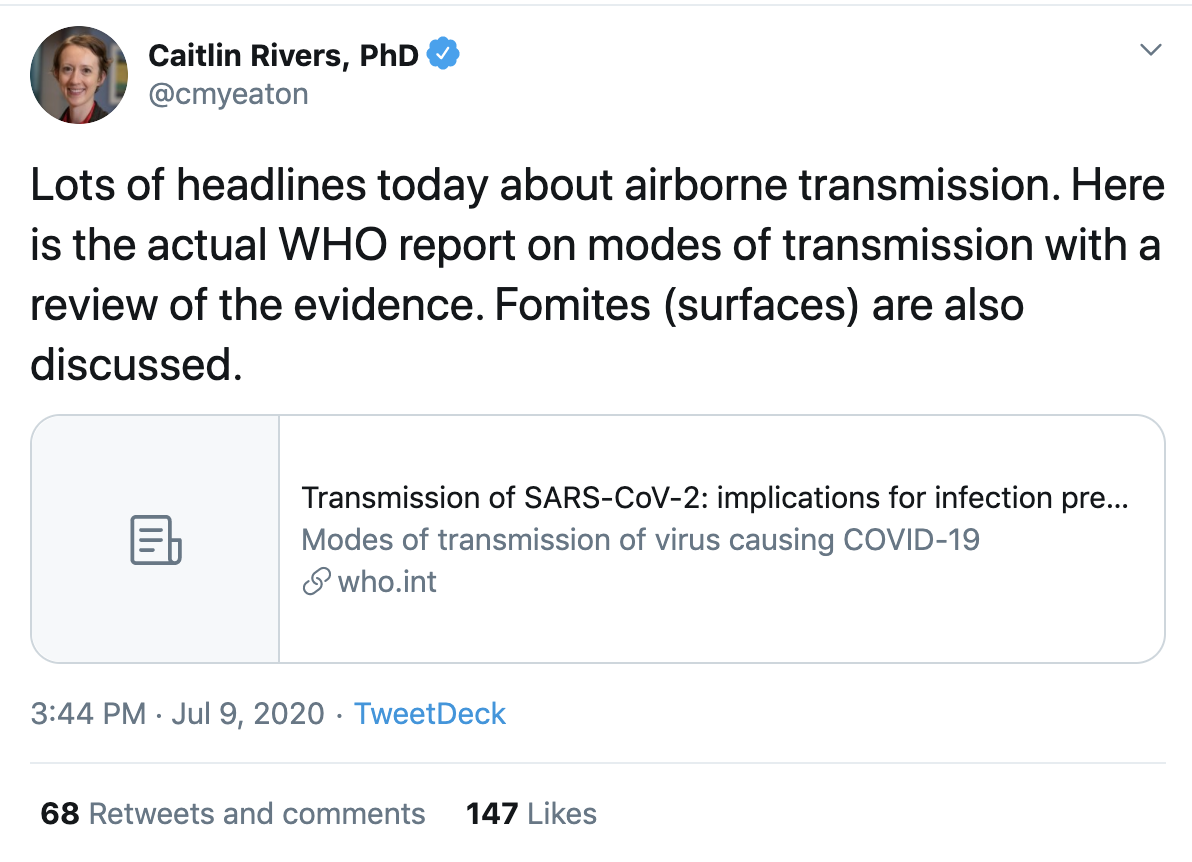 Caitlin Rivers, PhD
@cmyeaton
Lots of headlines today about airborne transmission. Here
is the actual WHO report on modes of transmission with a
review of the evidence. Fomites (surfaces) are also
discussed.
Transmission of SARS-CoV-2: implications for infection pre...
Modes of transmission of virus causing COVID-19
who.int
3:44 PM · Jul 9, 2020 · TweetDeck
68 Retweets and comments 147 Likes